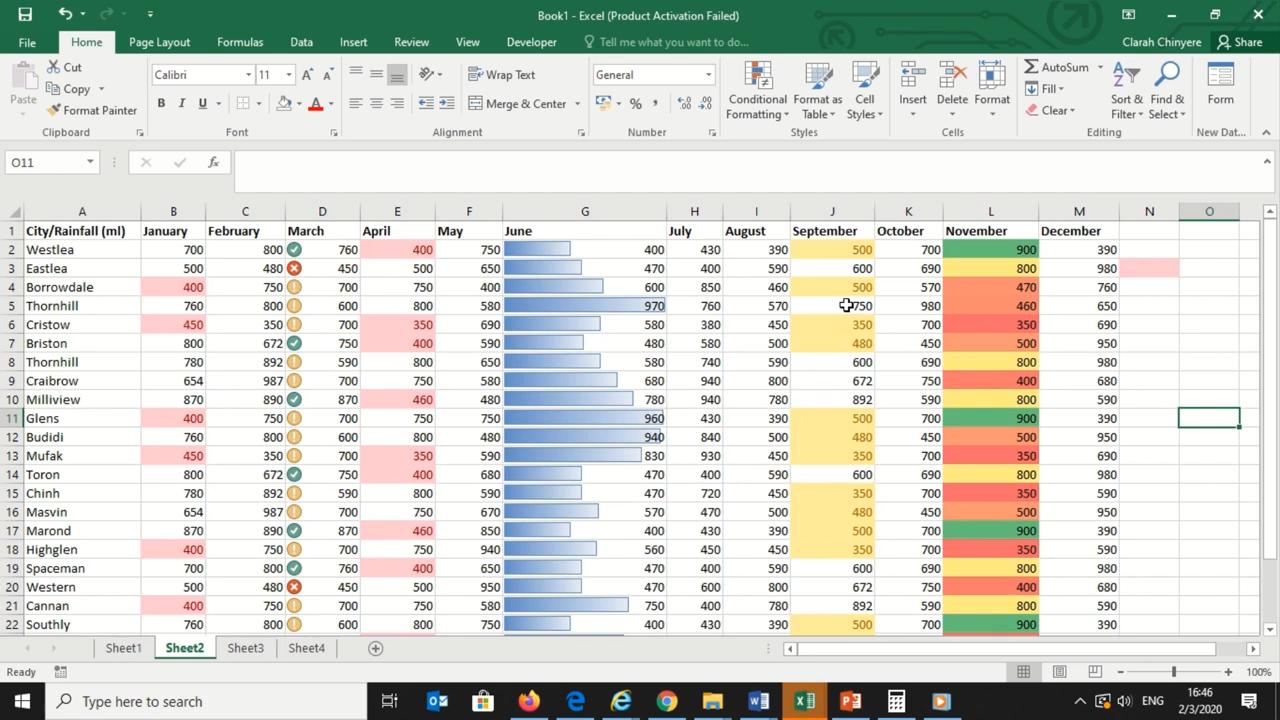 Book1 - Excel (Product Activation Failed)
File Home Page Layout Formulas Data Insert Review View Developer Tell me what you want to do... Clarah Chinyere Share
Paste Cut Copy Format Painter Clipboard
Calibri 11 A A B I U A Font
Wrap Text Merge & Center Alignment
General % , Number
Conditional Formatting Format as Table Cell Styles Styles
Insert Delete Format Cells
AutoSum Fill Clear Sort & Filter Find & Select Editing
Form New Dat...
O11 fx
A B C D E F G H I J K L M N O
1 City/Rainfall (ml) January February March April May June July August September October November December
2 Westlea 700 800 760 400 750 400 430 390 500 700 900 390
3 Eastlea 500 480 450 500 650 470 400 590 600 690 800 980
4 Borrowdale 400 750 700 750 650 600 850 460 500 570 470 760
5 Thornhill 760 800 600 800 580 970 760 570 750 980 460 650
6 Cristow 450 350 700 350 690 580 380 450 350 700 350 690
7 Briston 800 672 750 400 590 480 580 500 480 450 500 950
8 Thornhill 780 892 590 800 750 580 740 590 600 690 800 980
9 Craibrow 654 987 700 750 580 680 940 800 672 750 400 760
10 Milliview 870 890 870 460 480 780 940 780 892 590 800 590
11 Glens 400 750 700 750 750 960 430 390 500 700 900 390
12 Budidi 760 800 600 800 480 940 840 500 480 450 500 950
13 Mufak 450 350 700 350 590 830 930 450 350 700 350 590
14 Toron 800 672 750 400 680 470 400 590 600 690 800 980
15 Chinh 780 892 590 800 590 470 720 450 350 700 350 590
16 Masvin 654 987 700 750 670 570 470 500 480 450 500 950
17 Marond 870 890 870 460 850 400 430 390 500 700 900 390
18 Highglen 400 750 700 750 940 560 450 450 350 700 350 590
19 Spaceman 700 800 760 400 650 470 400 590 600 690 800 980
20 Western 500 480 450 500 950 470 600 800 672 750 400 680
21 Cannan 400 750 700 750 580 750 400 780 892 590 800 590
22 Southly 760 800 600 800 750 400 430 390 500 700 900 390
Sheet1 Sheet2 Sheet3 Sheet4
Ready 100%
Type here to search ENG 16:46
2/3/2020